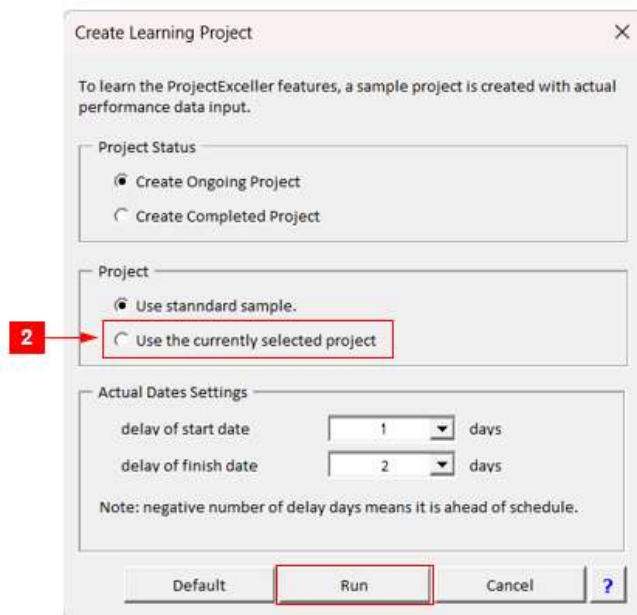 Create Learning Project
To learn the ProjectExceller features, a sample project is created with actual
performance data input.
Project Status
Create Ongoing Project
Create Completed Project
Project
Use stanndard sample.
2
Use the currently selected project
Actual Dates Settings
delay of start date 1 days
delay of finish date 2 days
Note: negative number of delay days means it is ahead of schedule.
Default Run Cancel ?